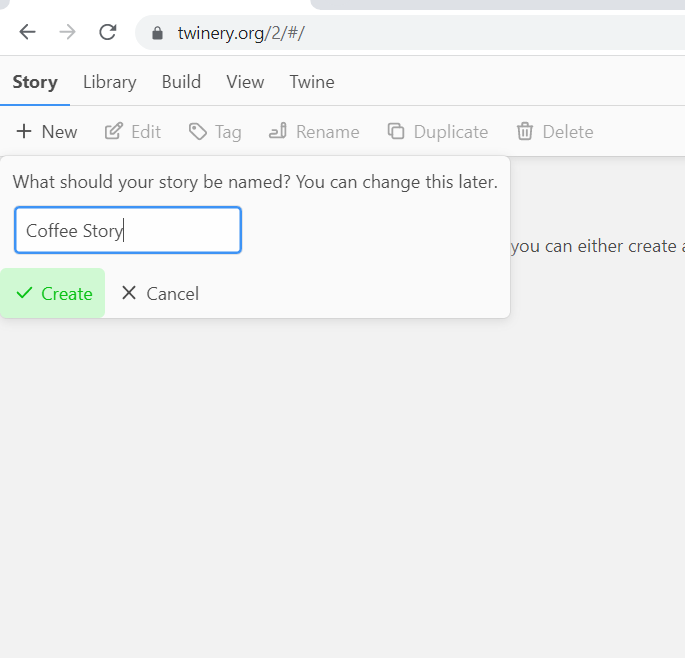 twinery.org/2/#/
Story Library Build View Twine
New Edit Tag Rename Duplicate Delete
What should your story be named? You can change this later.
Coffee Story
you can either create a
Create Cancel